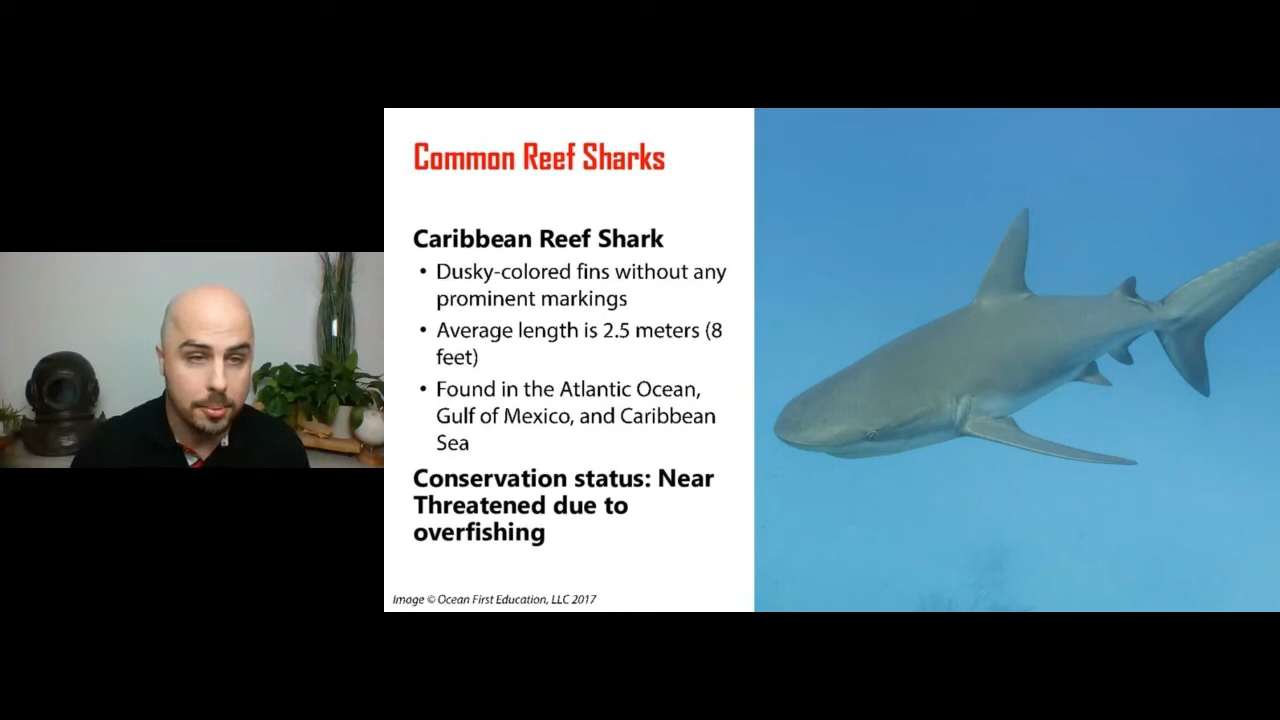 Common Reef Sharks
Caribbean Reef Shark
• Dusky-colored fins without any
prominent markings
• Average length is 2.5 meters (8
feet)
• Found in the Atlantic Ocean,
Gulf of Mexico, and Caribbean
Sea
Conservation status: Near
Threatened due to
overfishing
Image © Ocean First Education, LLC 2017